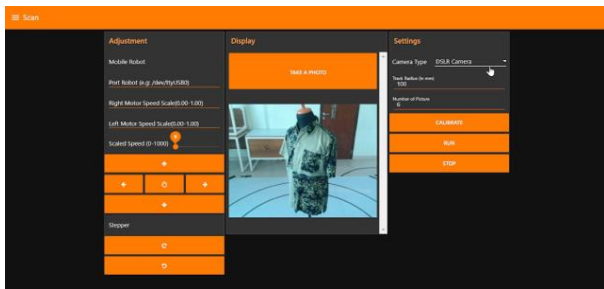 Scan
Adjustment
Mobile Robot
Port Robot (e.g: /dev/ttyUSB0)
Right Motor Speed Scale(0.00-1.00)
Left Motor Speed Scale(0.00-1.00)
Scaled Speed (0-1000)
Stepper
Display
TAKE A PHOTO
Settings
Camera Type DSLR Camera
Track Radius (in mm)
100
Number of Picture
6
CALIBRATE
RUN
STOP